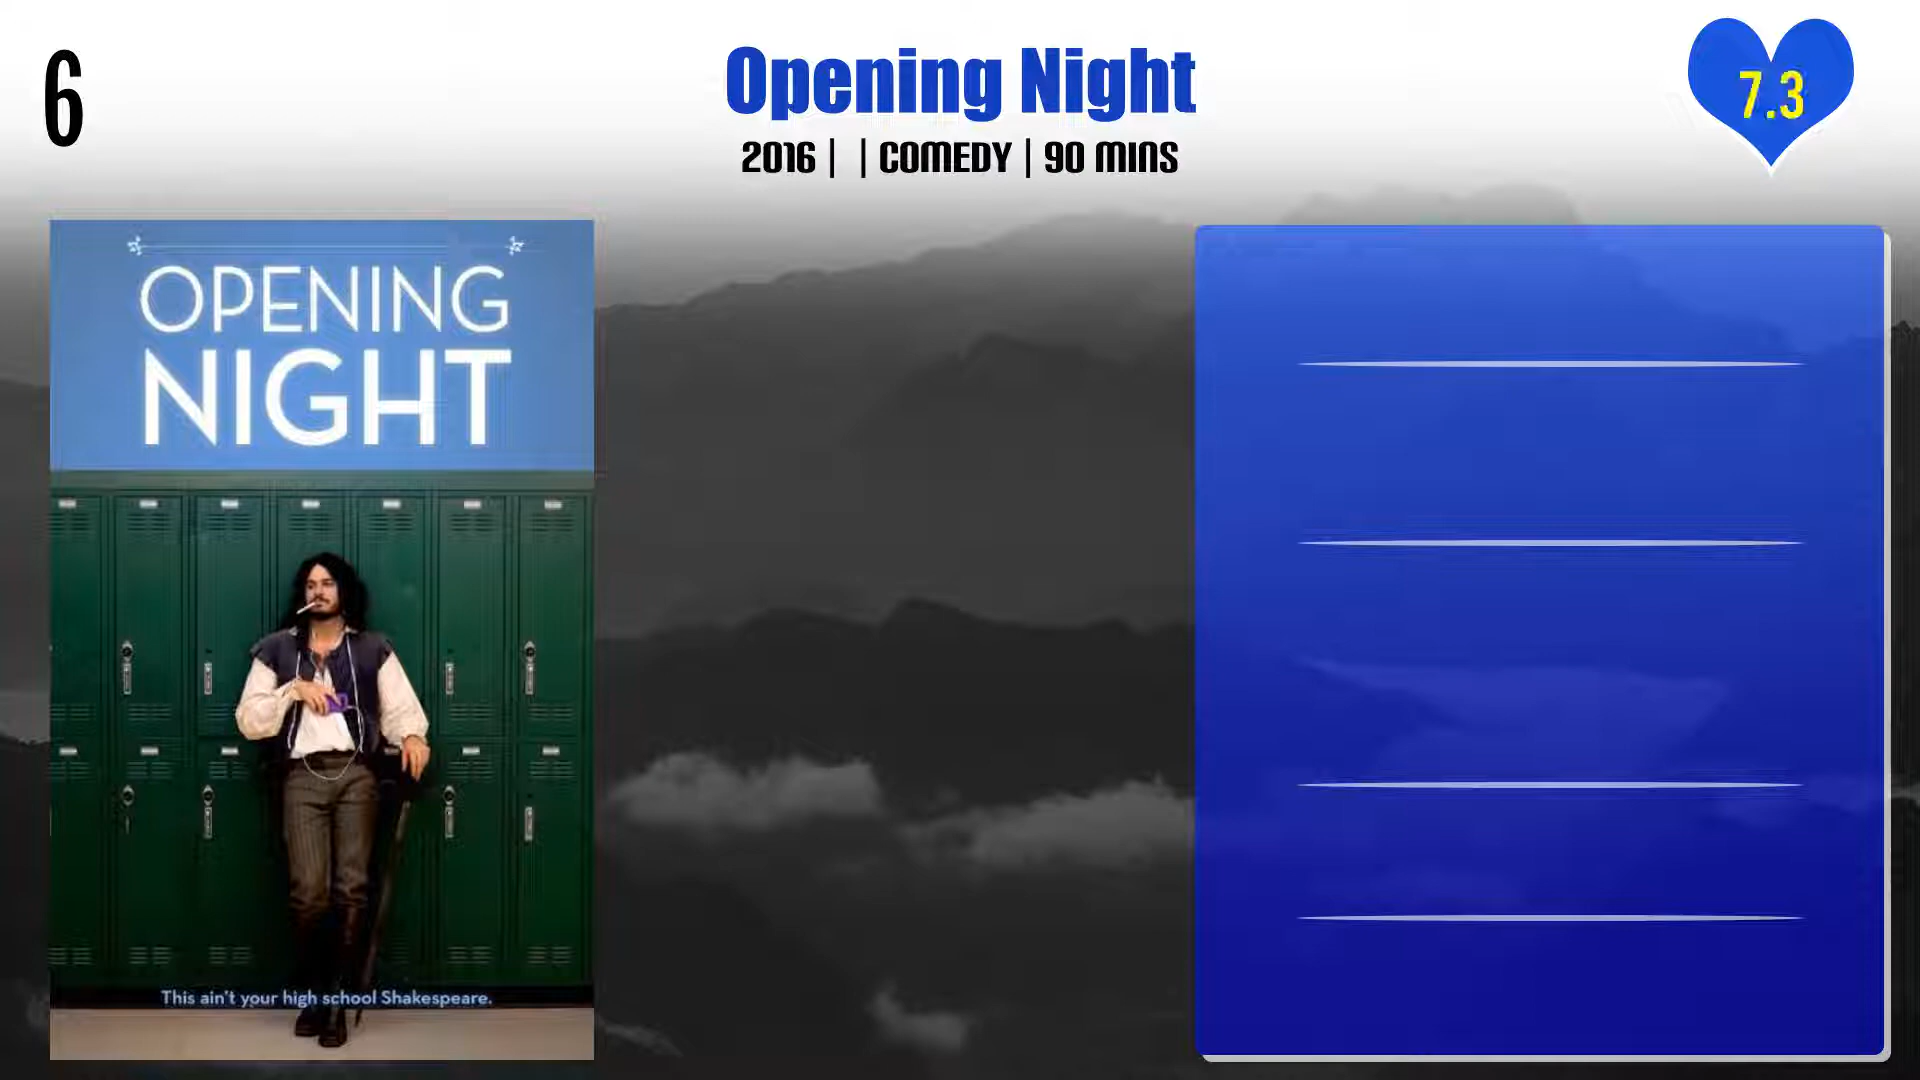 6
Opening Night
7.3
2016 | | COMEDY | 90 MINS
OPENING
NIGHT
This ain't your high school Shakespeare.